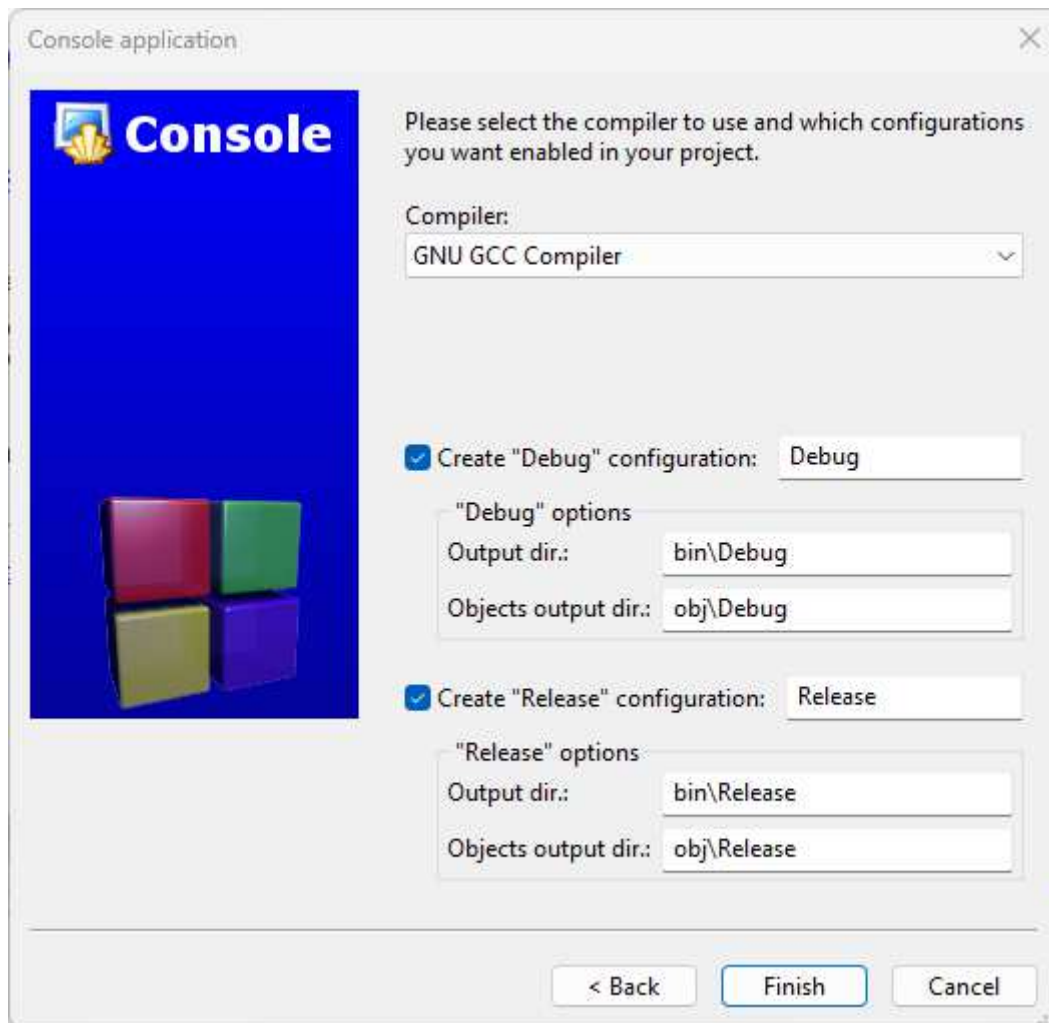 Console application
Console
Please select the compiler to use and which configurations
you want enabled in your project.
Compiler:
GNU GCC Compiler
Create "Debug" configuration: Debug
"Debug" options
Output dir.: bin\Debug
Objects output dir.: obj\Debug
Create "Release" configuration: Release
"Release" options
Output dir.: bin\Release
Objects output dir.: obj\Release
< Back Finish Cancel